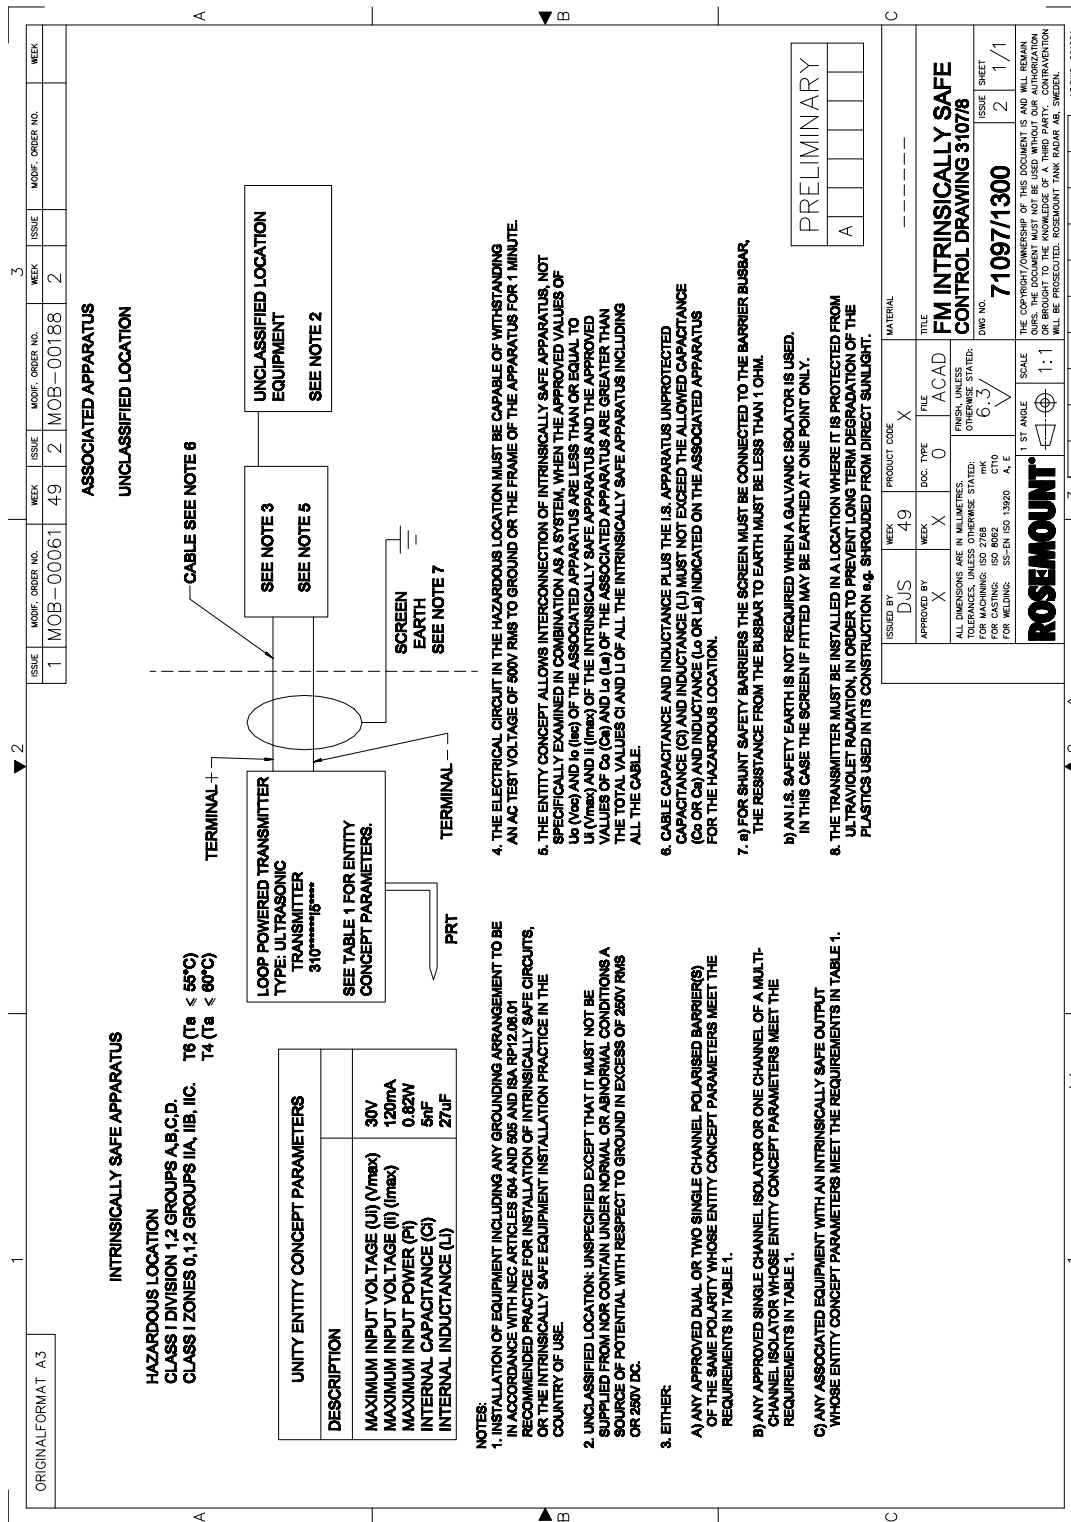 ORIGINALFORMAT A3
1
3
2
A
B
C
ISSUE MODIF. ORDER NO. WEEK ISSUE MODIF. ORDER NO. WEEK ISSUE MODIF. ORDER NO. WEEK
1 MOB-00061 49 2 MOB-00188 2
INTRINSICALLY SAFE APPARATUS
HAZARDOUS LOCATION
CLASS I DIVISION 1,2 GROUPS A,B,C,D.
CLASS I ZONES 0,1,2 GROUPS IIA, IIB, IIC.
T6 (Ta ≤ 55°C)
T4 (Ta ≤ 60°C)
ASSOCIATED APPARATUS
UNCLASSIFIED LOCATION
UNITY ENTITY CONCEPT PARAMETERS
DESCRIPTION
MAXIMUM INPUT VOLTAGE (Ui) (Vmax) 30V
MAXIMUM INPUT VOLTAGE (Ii) (Imax) 120mA
MAXIMUM INPUT POWER (Pi) 0.82W
INTERNAL CAPACITANCE (Ci) 5nF
INTERNAL INDUCTANCE (Li) 27uF
TERMINAL+
LOOP POWERED TRANSMITTER
TYPE: ULTRASONIC
TRANSMITTER
310*******I5****
SEE TABLE 1 FOR ENTITY
CONCEPT PARAMETERS.
TERMINAL-
PRT
CABLE SEE NOTE 6
SEE NOTE 3
SEE NOTE 5
SCREEN
EARTH
SEE NOTE 7
UNCLASSIFIED LOCATION
EQUIPMENT
SEE NOTE 2
NOTES:
1. INSTALLATION OF EQUIPMENT INCLUDING ANY GROUNDING ARRANGEMENT TO BE
IN ACCORDANCE WITH NEC ARTICLES 504 AND 505 AND ISA RP12.06.01
RECOMMENDED PRACTICE FOR INSTALLATION OF INTRINSICALLY SAFE CIRCUITS,
OR THE INTRINSICALLY SAFE EQUIPMENT INSTALLATION PRACTICE IN THE
COUNTRY OF USE.
2. UNCLASSIFIED LOCATION: UNSPECIFIED EXCEPT THAT IT MUST NOT BE
SUPPLIED FROM NOR CONTAIN UNDER NORMAL OR ABNORMAL CONDITIONS A
SOURCE OF POTENTIAL WITH RESPECT TO GROUND IN EXCESS OF 250V RMS
OR 250V DC.
3. EITHER:
A) ANY APPROVED DUAL OR TWO SINGLE CHANNEL POLARISED BARRIER(S)
OF THE SAME POLARITY WHOSE ENTITY CONCEPT PARAMETERS MEET THE
REQUIREMENTS IN TABLE 1.
B) ANY APPROVED SINGLE CHANNEL ISOLATOR OR ONE CHANNEL OF A MULTI-
CHANNEL ISOLATOR WHOSE ENTITY CONCEPT PARAMETERS MEET THE
REQUIREMENTS IN TABLE 1.
C) ANY ASSOCIATED EQUIPMENT WITH AN INTRINSICALLY SAFE OUTPUT
WHOSE ENTITY CONCEPT PARAMETERS MEET THE REQUIREMENTS IN TABLE 1.
4. THE ELECTRICAL CIRCUIT IN THE HAZARDOUS LOCATION MUST BE CAPABLE OF WITHSTANDING
AN AC TEST VOLTAGE OF 500V RMS TO GROUND OR THE FRAME OF THE APPARATUS FOR 1 MINUTE.
5. THE ENTITY CONCEPT ALLOWS INTERCONNECTION OF INTRINSICALLY SAFE APPARATUS, NOT
SPECIFICALLY EXAMINED IN COMBINATION AS A SYSTEM, WHEN THE APPROVED VALUES OF
Uo (Voc) AND Io (Isc) OF THE ASSOCIATED APPARATUS ARE LESS THAN OR EQUAL TO
Ui (Vmax) AND Ii (Imax) OF THE INTRINSICALLY SAFE APPARATUS AND THE APPROVED
VALUES OF Co (Ca) AND Lo (La) OF THE ASSOCIATED APPARATUS ARE GREATER THAN
THE TOTAL VALUES Ci AND Li OF ALL THE INTRINSICALLY SAFE APPARATUS INCLUDING
ALL THE CABLE.
6. CABLE CAPACITANCE AND INDUCTANCE PLUS THE I.S. APPARATUS UNPROTECTED
CAPACITANCE (Ci) AND INDUCTANCE (Li) MUST NOT EXCEED THE ALLOWED CAPACITANCE
(Co OR Ca) AND INDUCTANCE (Lo OR La) INDICATED ON THE ASSOCIATED APPARATUS
FOR THE HAZARDOUS LOCATION.
7. a) FOR SHUNT SAFETY BARRIERS THE SCREEN MUST BE CONNECTED TO THE BARRIER BUSBAR,
THE RESISTANCE FROM THE BUSBAR TO EARTH MUST BE LESS THAN 1 OHM.
b) AN I.S. SAFETY EARTH IS NOT REQUIRED WHEN A GALVANIC ISOLATOR IS USED.
IN THIS CASE THE SCREEN IF FITTED MAY BE EARTHED AT ONE POINT ONLY.
8. THE TRANSMITTER MUST BE INSTALLED IN A LOCATION WHERE IT IS PROTECTED FROM
ULTRAVIOLET RADIATION, IN ORDER TO PREVENT LONG TERM DEGRADATION OF THE
PLASTICS USED IN ITS CONSTRUCTION e.g. SHROUDED FROM DIRECT SUNLIGHT.
PRELIMINARY
A
ISSUED BY DJS
WEEK 49
PRODUCT CODE X
MATERIAL ------
APPROVED BY X
WEEK X
DOC. TYPE O
FILE ACAD
TITLE
FM INTRINSICALLY SAFE
CONTROL DRAWING 3107/8
ALL DIMENSIONS ARE IN MILLIMETRES.
TOLERANCES, UNLESS OTHERWISE STATED:
FOR MACHINING: ISO 2768 mK
FOR CASTING: ISO 8062 CT10
FOR WELDING: SS-EN ISO 13920 A, E
FINISH, UNLESS
OTHERWISE STATED:
6.3
DWG NO. 71097/1300
ISSUE 2
SHEET 1/1
ROSEMOUNT
1 ST ANGLE
SCALE 1:1
THE COPYRIGHT/OWNERSHIP OF THIS DOCUMENT IS AND WILL REMAIN
OURS. THE DOCUMENT MUST NOT BE USED WITHOUT OUR AUTHORIZATION
OR BROUGHT TO THE KNOWLEDGE OF A THIRD PARTY. CONTRAVENTION
WILL BE PROSECUTED. ROSEMOUNT TANK RADAR AB, SWEDEN.